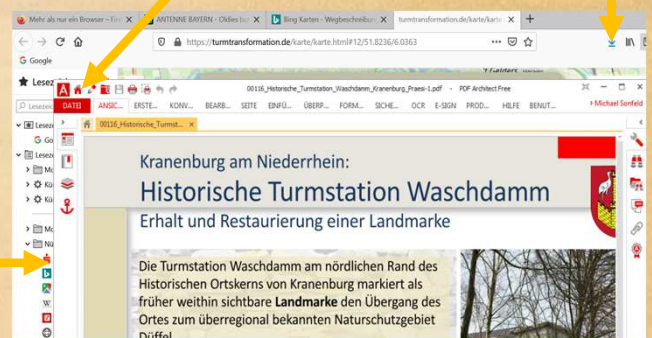 Mehr als nur ein Browser – Fire
ANTENNE BAYERN - Oldies
Bing Karten - Wegbeschreibun
turmtransformation.de/karte/karte
https://turmtransformation.de/karte/karte.html#12/51.8236/6.0363
Google
Lesez
00116_Historische_Turmstation_Waschdamm_Kranenburg_Praesi-1.pdf - PDF Architect Free
DATEI ANSIC... ERSTE... KONV... BEARB... SEITE EINFÜ... ÜBERP... FORM... SICHE... OCR E-SIGN PROD... HILFE BENUT... Michael Sonfeld
00116_Historische_Turmst...
Kranenburg am Niederrhein:
Historische Turmstation Waschdamm
Erhalt und Restaurierung einer Landmarke
Die Turmstation Waschdamm am nördlichen Rand des
Historischen Ortskerns von Kranenburg markiert als
früher weithin sichtbare Landmarke den Übergang des
Ortes zum überregional bekannten Naturschutzgebiet
Düffel